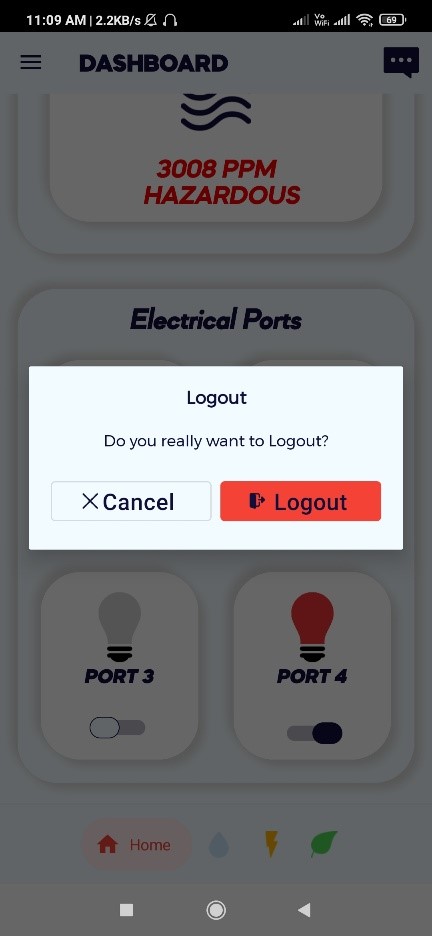 11:09 AM | 2.2KB/s
Vo
WiFi
69
DASHBOARD
3008 PPM
HAZARDOUS
Electrical Ports
Logout
Do you really want to Logout?
Cancel
Logout
PORT 3
PORT 4
Home